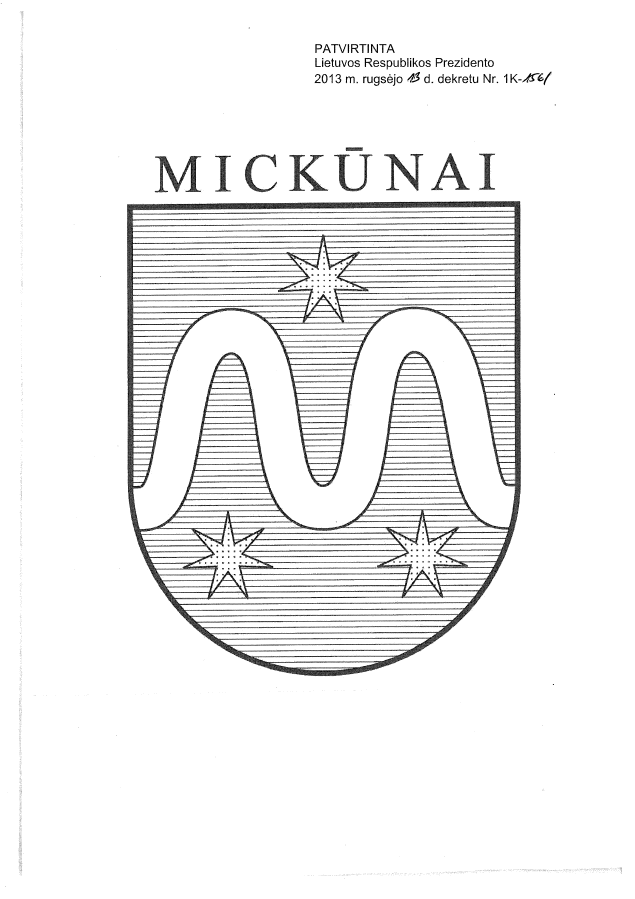 PATVIRTINTA
Lietuvos Respublikos Prezidento
2013 m. rugsėjo 13 d. dekretu Nr. 1K-1561
MICKŪNAI